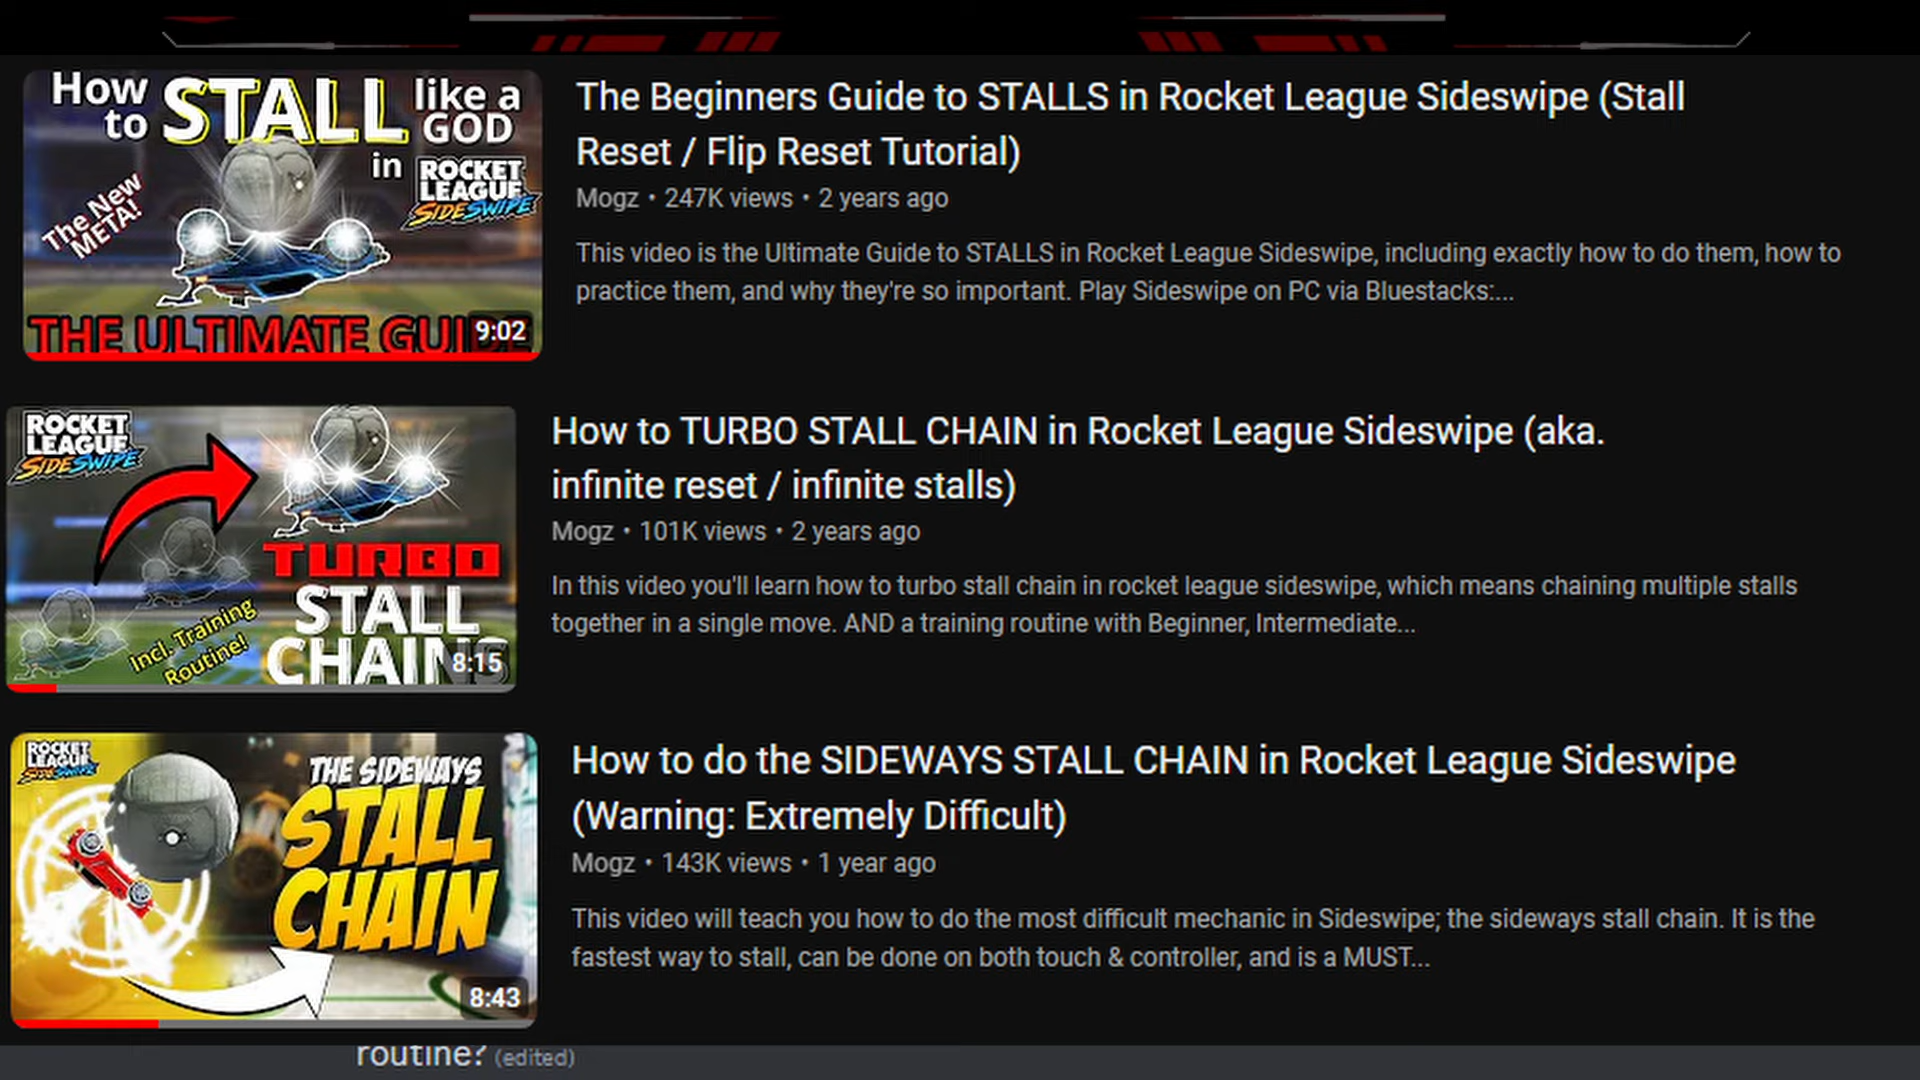 How to STALL like a GOD
in ROCKET LEAGUE SIDESWIPE
The New META!
THE ULTIMATE GUIDE
9:02
The Beginners Guide to STALLS in Rocket League Sideswipe (Stall
Reset / Flip Reset Tutorial)
Mogz • 247K views • 2 years ago
This video is the Ultimate Guide to STALLS in Rocket League Sideswipe, including exactly how to do them, how to
practice them, and why they're so important. Play Sideswipe on PC via Bluestacks:...
ROCKET
LEAGUE
SIDESWIPE
TURBO
STALL
CHAINS
Incl. Training
Routine!
8:15
How to TURBO STALL CHAIN in Rocket League Sideswipe (aka.
infinite reset / infinite stalls)
Mogz • 101K views • 2 years ago
In this video you'll learn how to turbo stall chain in rocket league sideswipe, which means chaining multiple stalls
together in a single move. AND a training routine with Beginner, Intermediate...
ROCKET
LEAGUE
SIDESWIPE
THE SIDEWAYS
STALL
CHAIN
8:43
How to do the SIDEWAYS STALL CHAIN in Rocket League Sideswipe
(Warning: Extremely Difficult)
Mogz • 143K views • 1 year ago
This video will teach you how to do the most difficult mechanic in Sideswipe; the sideways stall chain. It is the
fastest way to stall, can be done on both touch & controller, and is a MUST...
routine? (edited)